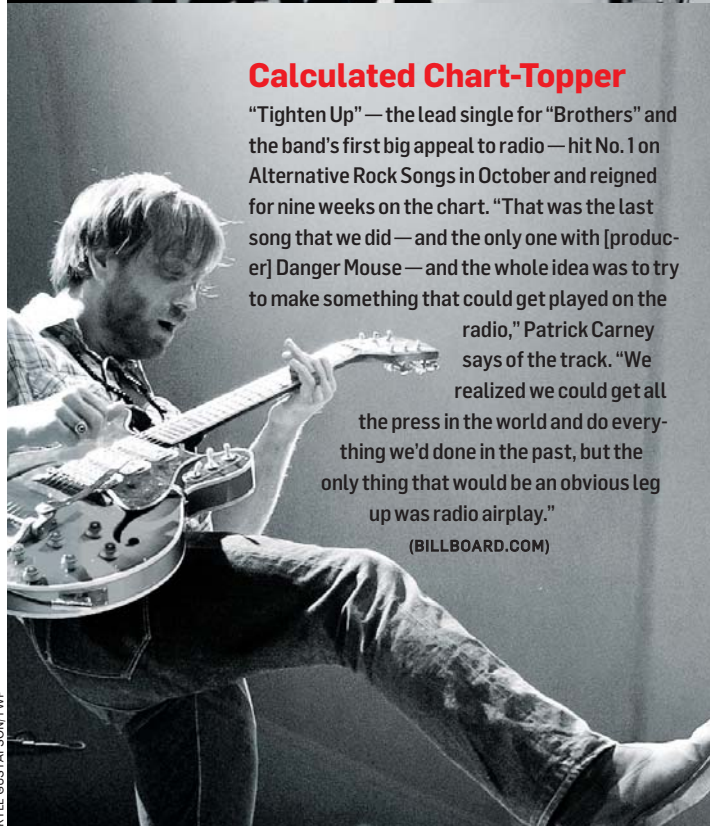 Calculated Chart-Topper
“Tighten Up” — the lead single for “Brothers” and
the band’s first big appeal to radio — hit No. 1 on
Alternative Rock Songs in October and reigned
for nine weeks on the chart. “That was the last
song that we did — and the only one with [produc-
er] Danger Mouse — and the whole idea was to try
to make something that could get played on the
radio,” Patrick Carney
says of the track. “We
realized we could get all
the press in the world and do every-
thing we’d done in the past, but the
only thing that would be an obvious leg
up was radio airplay.”
(BILLBOARD.COM)